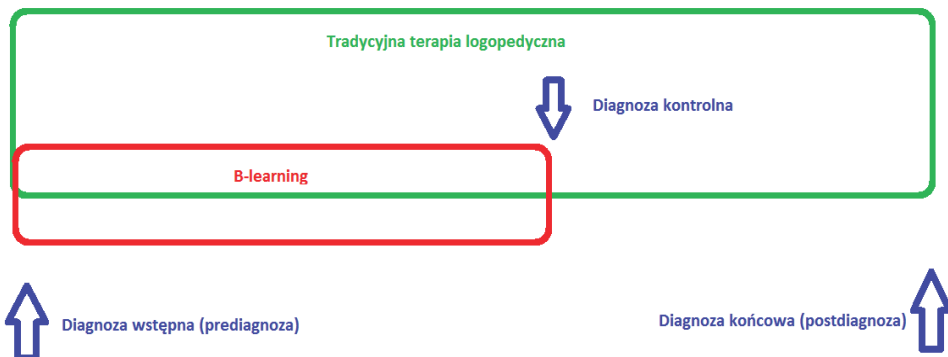 Tradycyjna terapia logopedyczna
Diagnoza kontrolna
B-learning
Diagnoza wstępna (prediagnoza)
Diagnoza końcowa (postdiagnoza)